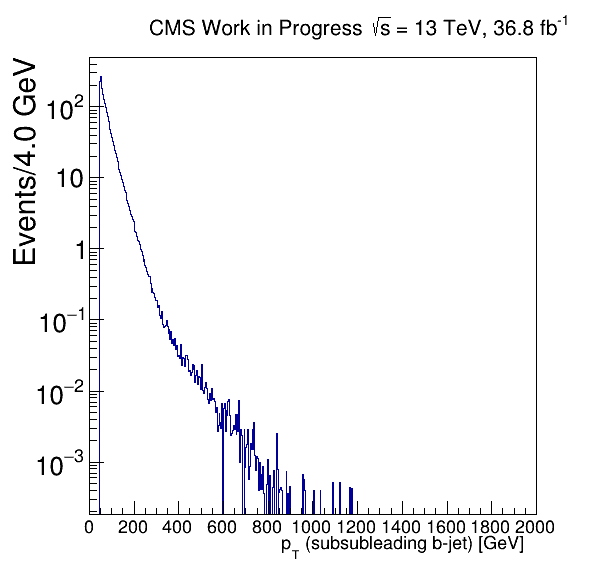 CMS Work in Progress √s = 13 TeV, 36.8 fb⁻¹
Events/4.0 GeV
10²
10
1
10⁻¹
10⁻²
10⁻³
0 200 400 600 800 1000 1200 1400 1600 1800 2000
p_T (subsubleading b-jet) [GeV]